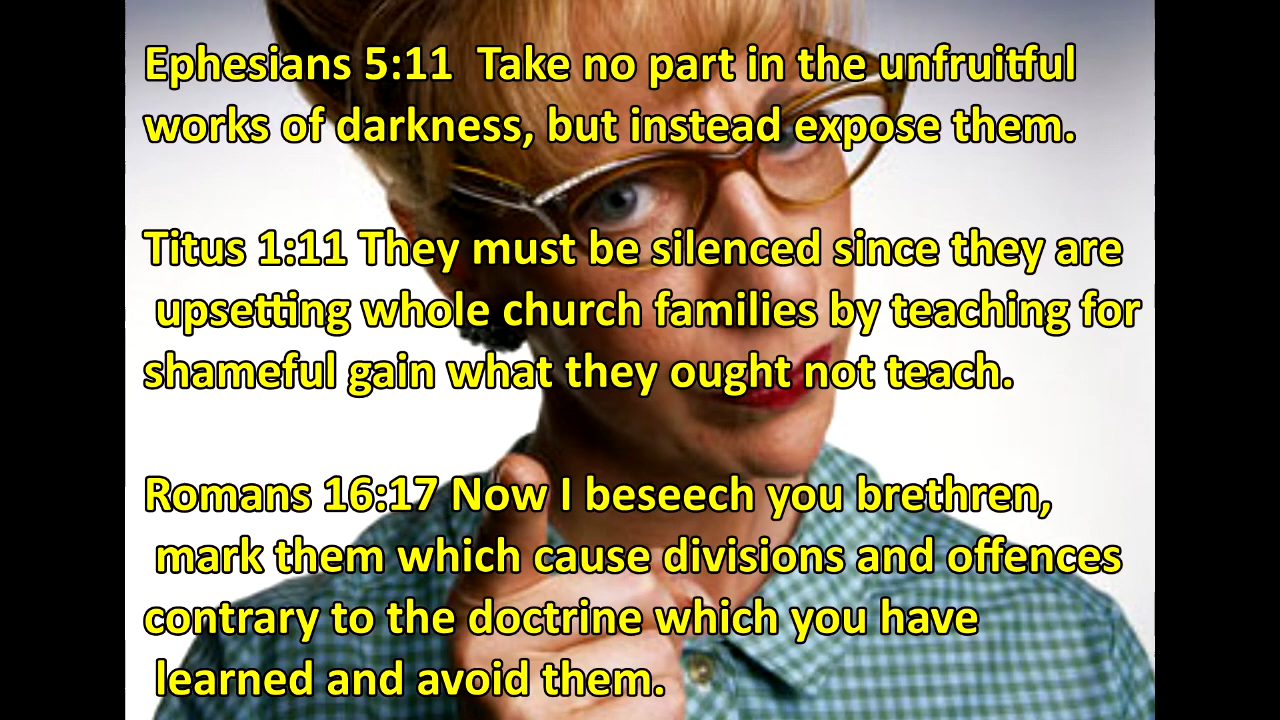 Ephesians 5:11  Take no part in the unfruitful
works of darkness, but instead expose them.
Titus 1:11 They must be silenced since they are
upsetting whole church families by teaching for
shameful gain what they ought not teach.
Romans 16:17 Now I beseech you brethren,
mark them which cause divisions and offences
contrary to the doctrine which you have
learned and avoid them.